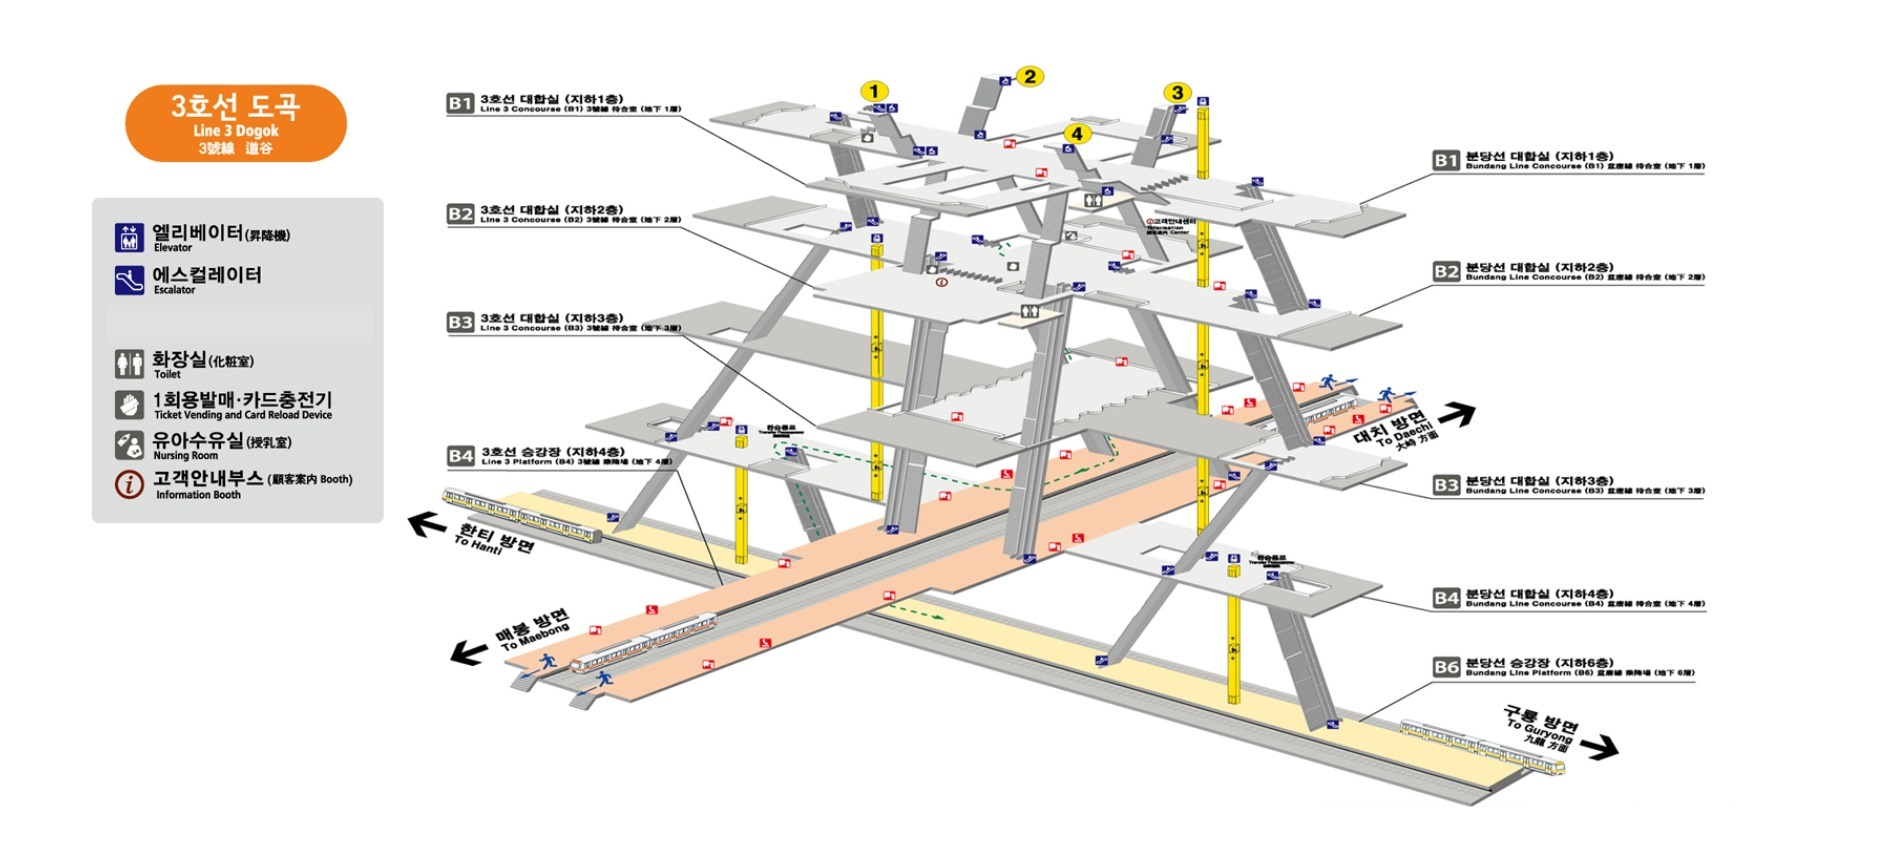 3호선 도곡
Line 3 Dogok
3號線 道谷
엘리베이터(昇降機)
Elevator
에스컬레이터
Escalator
화장실(化粧室)
Toilet
1회용발매·카드충전기
Ticket Vending and Card Reload Device
유아수유실(授乳室)
Nursing Room
고객안내부스(顧客案内 Booth)
Information Booth
B1 3호선 대합실 (지하1층)
Line 3 Concourse (B1) 3號線 待合室 (地下 1層)
B2 3호선 대합실 (지하2층)
Line 3 Concourse (B2) 3號線 待合室 (地下 2層)
B3 3호선 대합실 (지하3층)
Line 3 Concourse (B3) 3號線 待合室 (地下 3層)
B4 3호선 승강장 (지하4층)
Line 3 Platform (B4) 3號線 乘降場 (地下 4層)
1
2
3
4
고객안내센터
Information
Center
환승통로
환승통로
B1 분당선 대합실 (지하1층)
Bundang Line Concourse (B1) 盆唐線 待合室 (地下 1層)
B2 분당선 대합실 (지하2층)
Bundang Line Concourse (B2) 盆唐線 待合室 (地下 2層)
대치 방면
To Daechi
大峙 方面
B3 분당선 대합실 (지하3층)
Bundang Line Concourse (B3) 盆唐線 待合室 (地下 3層)
B4 분당선 대합실 (지하4층)
Bundang Line Concourse (B4) 盆唐線 待合室 (地下 4層)
B6 분당선 승강장 (지하6층)
Bundang Line Platform (B6) 盆唐線 乘降場 (地下 6層)
한티 방면
To Hanti
매봉 방면
To Maebong
구룡 방면
To Guryong
九龍 方面